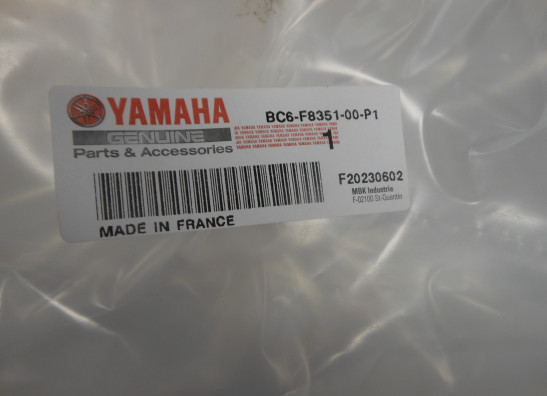 YAMAHA
GENUINE
Parts & Accessories
BC6-F8351-00-P1
1
F20230602
MBK Industrie
F-02100 St-Quentin
MADE IN FRANCE